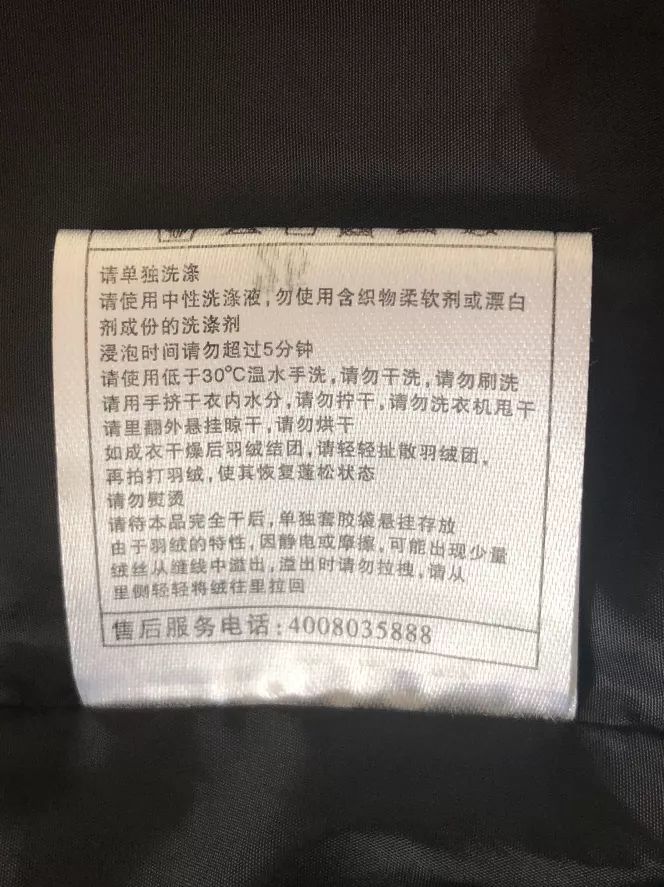 请单独洗涤
请使用中性洗涤液,勿使用含织物柔软剂或漂白
剂成份的洗涤剂
浸泡时间请勿超过5分钟
请使用低于30℃温水手洗,请勿干洗,请勿刷洗
请用手挤干衣内水分,请勿拧干,请勿洗衣机甩干
请里翻外悬挂晾干,请勿烘干
如成衣干燥后羽绒结团,请轻轻扯散羽绒团,
再拍打羽绒,使其恢复蓬松状态
请勿熨烫
请待本品完全干后,单独套胶袋悬挂存放
由于羽绒的特性,因静电或摩擦,可能出现少量
绒丝从缝线中溢出,溢出时请勿拉拽,请从
里侧轻轻将绒往里拉回
售后服务电话:4008035888